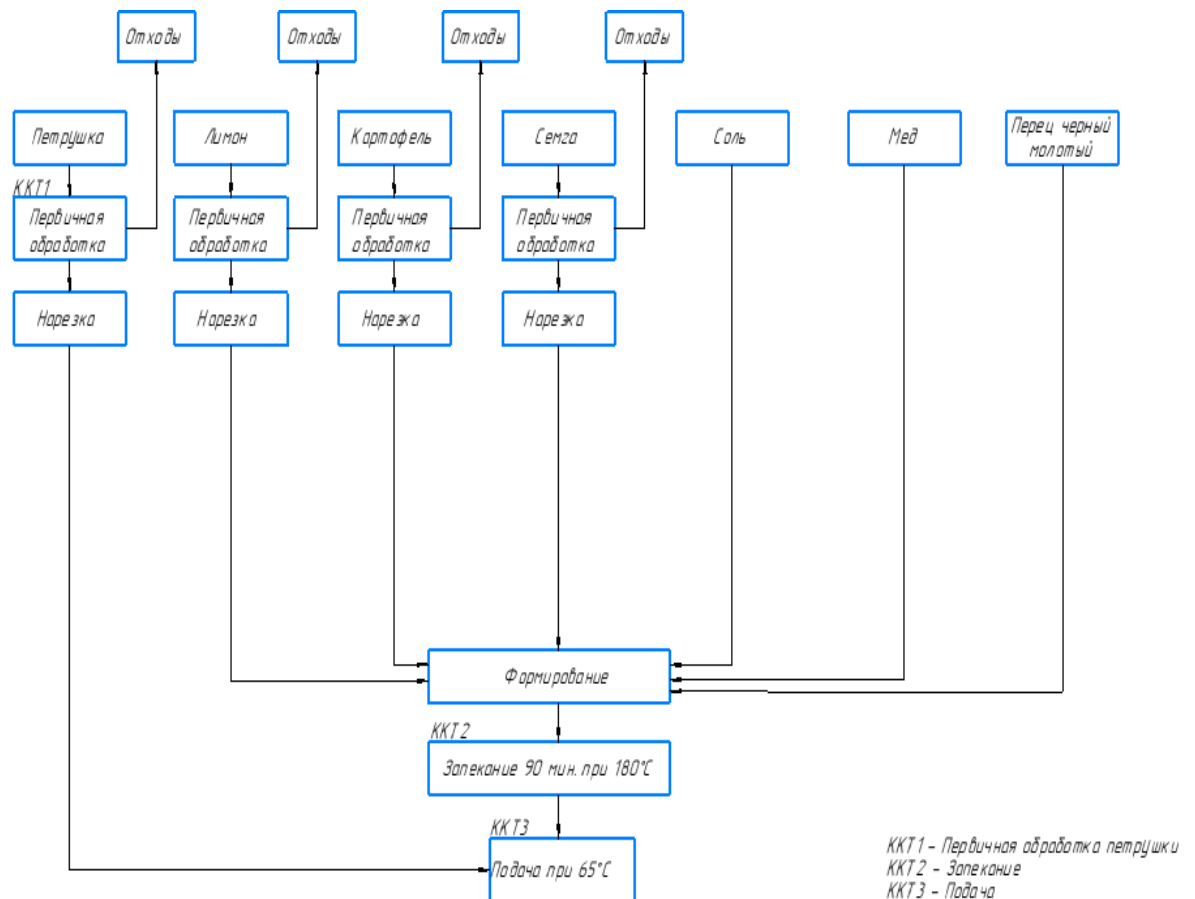 Отходы
Отходы
Отходы
Отходы
Петрушка
Лимон
Картофель
Семга
Соль
Мед
Перец черный
молотый
ККТ1
Первичная
обработка
Первичная
обработка
Первичная
обработка
Первичная
обработка
Нарезка
Нарезка
Нарезка
Нарезка
Формирование
ККТ2
Запекание 90 мин. при 180°С
ККТ3
Подача при 65°С
ККТ1 - Первичная обработка петрушки
ККТ2 - Запекание
ККТ3 - Подача